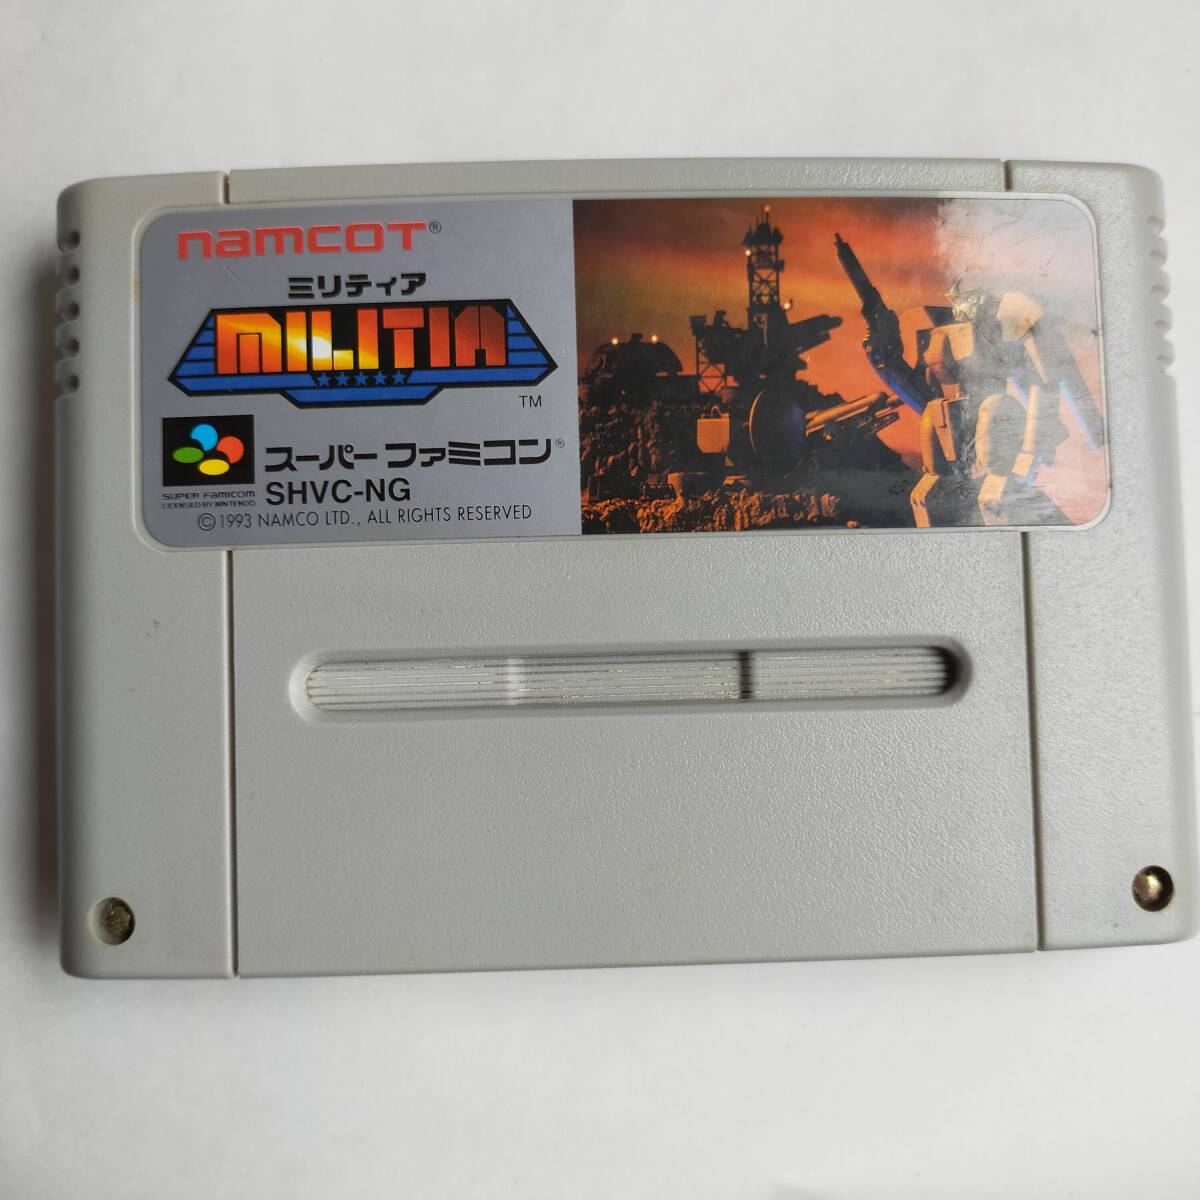 namcoT®
ミリティア
MILITIA
TM
スーパーファミコン®
SHVC-NG
SUPER FAMICOM
LICENSED BY NINTENDO
©1993 NAMCO LTD., ALL RIGHTS RESERVED